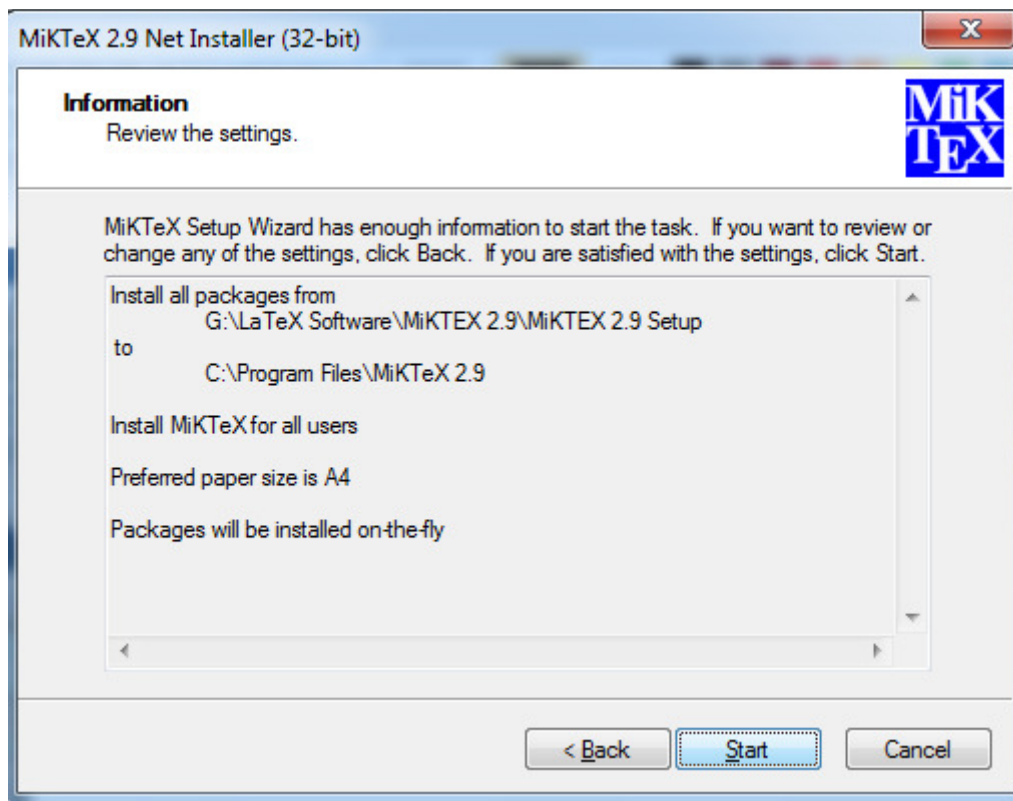 MiKTeX 2.9 Net Installer (32-bit)
Information
Review the settings.
MiK
TEX
MiKTeX Setup Wizard has enough information to start the task.  If you want to review or
change any of the settings, click Back.  If you are satisfied with the settings, click Start.
Install all packages from
G:\LaTeX Software\MiKTEX 2.9\MiKTEX 2.9 Setup
to
C:\Program Files\MiKTeX 2.9
Install MiKTeX for all users
Preferred paper size is A4
Packages will be installed on-the-fly
< Back
Start
Cancel